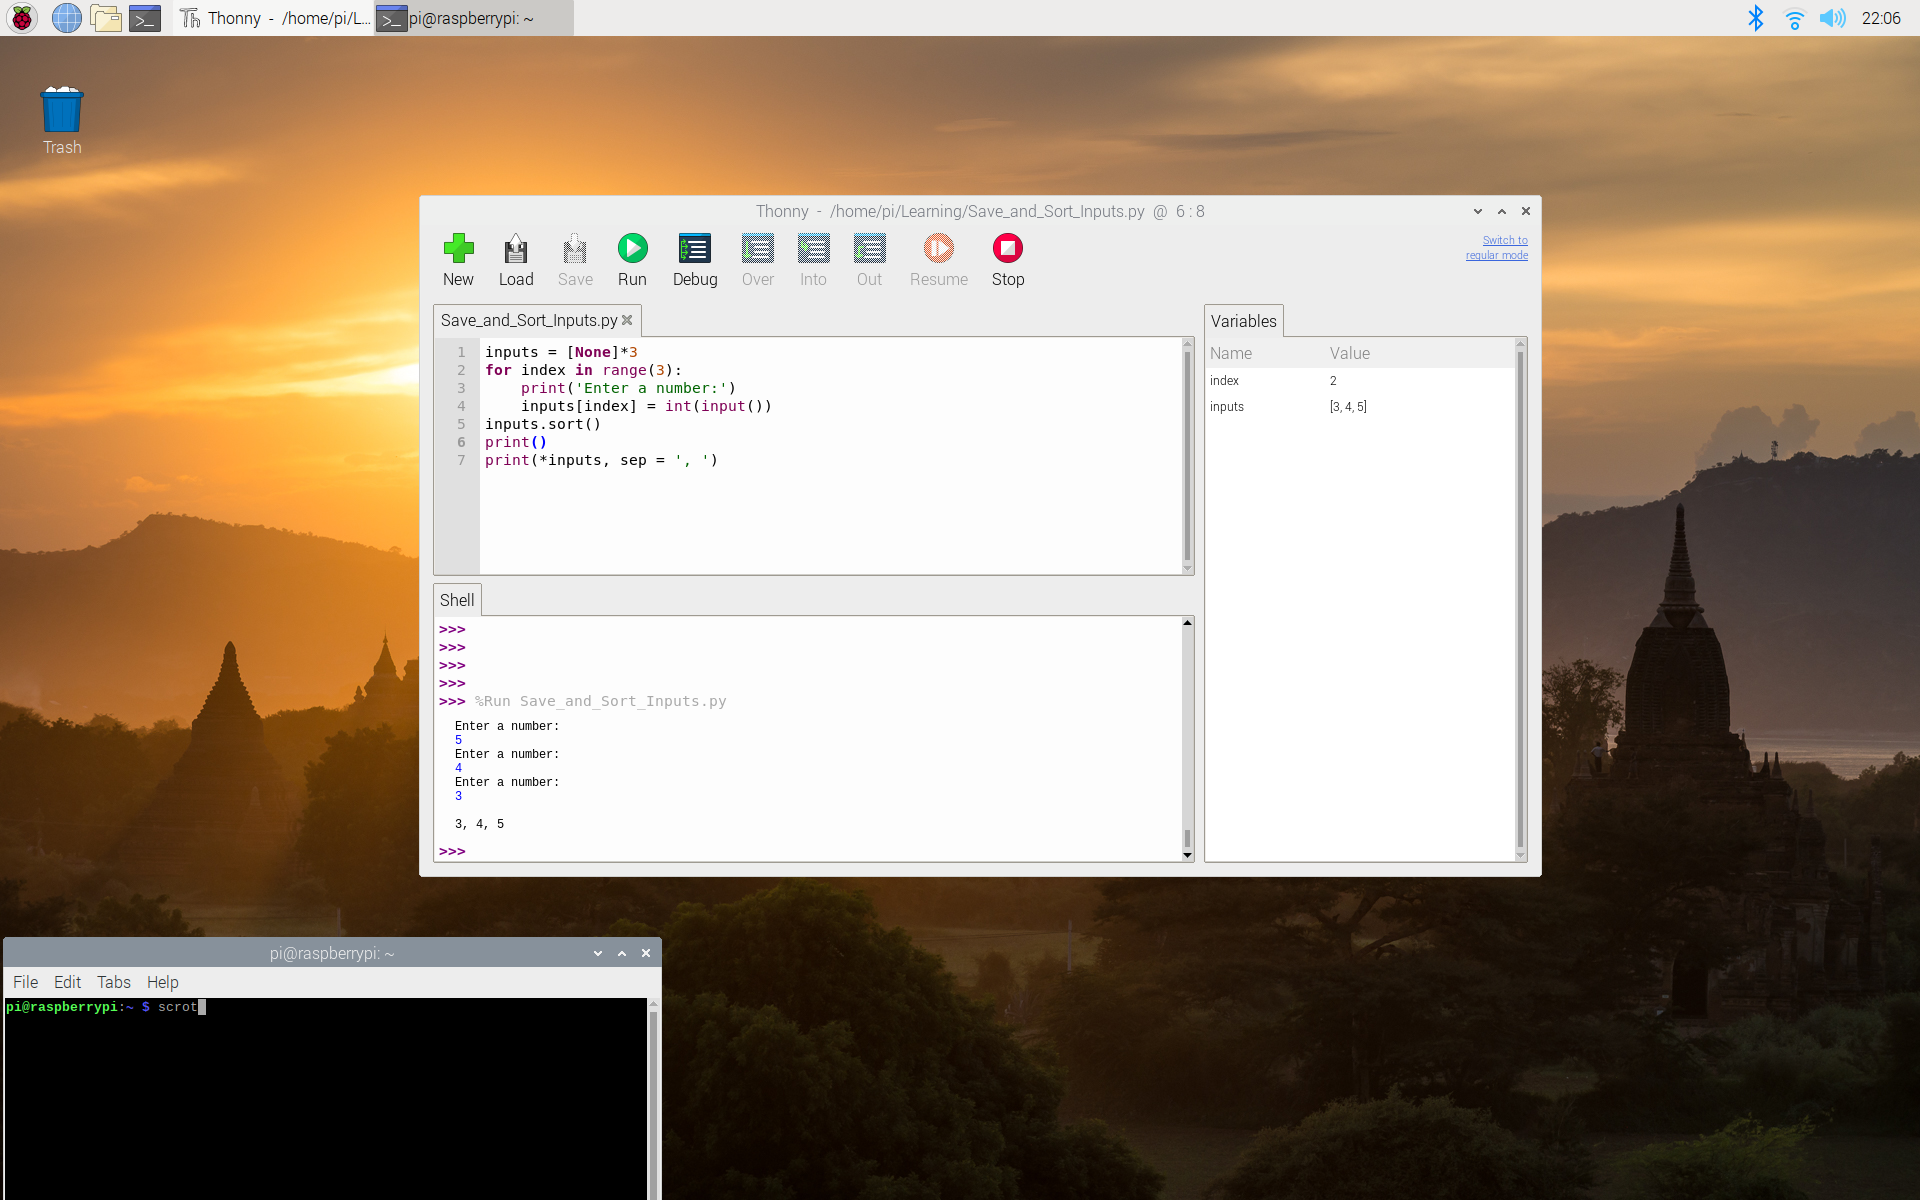 Thonny - /home/pi/L...
pi@raspberrypi: ~
22:06
Trash
Thonny - /home/pi/Learning/Save_and_Sort_Inputs.py @ 6 : 8
New
Load
Save
Run
Debug
Over
Into
Out
Resume
Stop
Switch to
regular mode
Save_and_Sort_Inputs.py
1 inputs = [None]*3
2 for index in range(3):
3     print('Enter a number:')
4     inputs[index] = int(input())
5 inputs.sort()
6 print()
7 print(*inputs, sep = ', ')
Variables
Name Value
index 2
inputs [3, 4, 5]
Shell
>>>
>>>
>>>
>>>
>>> %Run Save_and_Sort_Inputs.py
Enter a number:
5
Enter a number:
4
Enter a number:
3
3, 4, 5
>>>
pi@raspberrypi: ~
File Edit Tabs Help
pi@raspberrypi:~ $ scrot